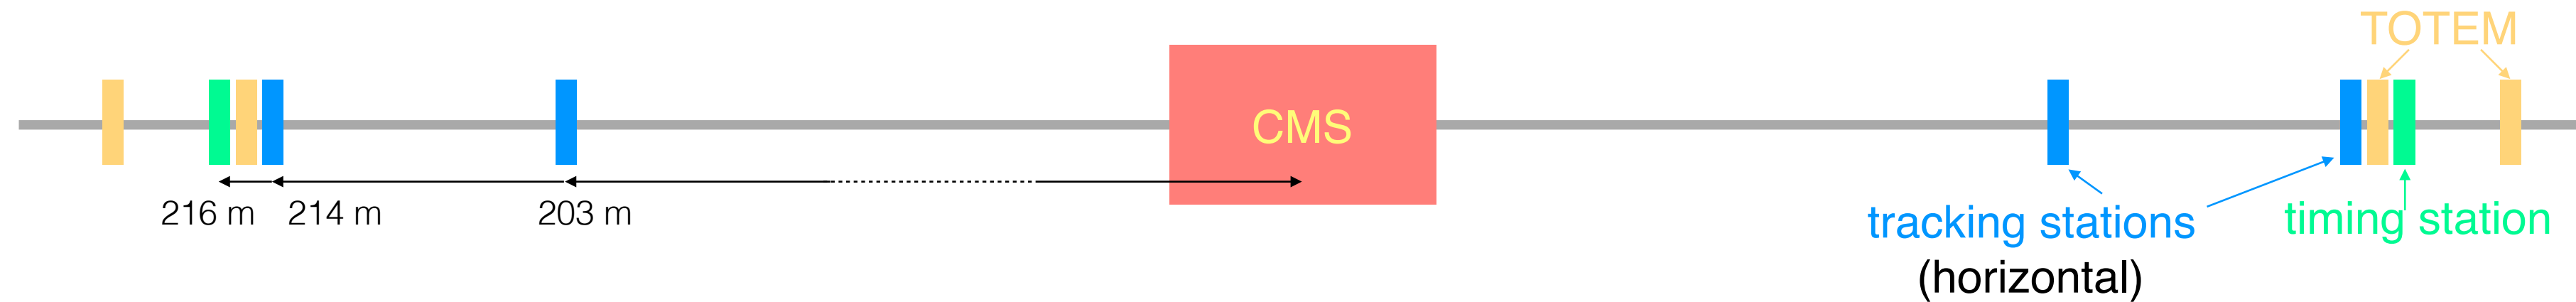 TOTEM
CMS
216 m 214 m 203 m
tracking stations timing station
(horizontal)